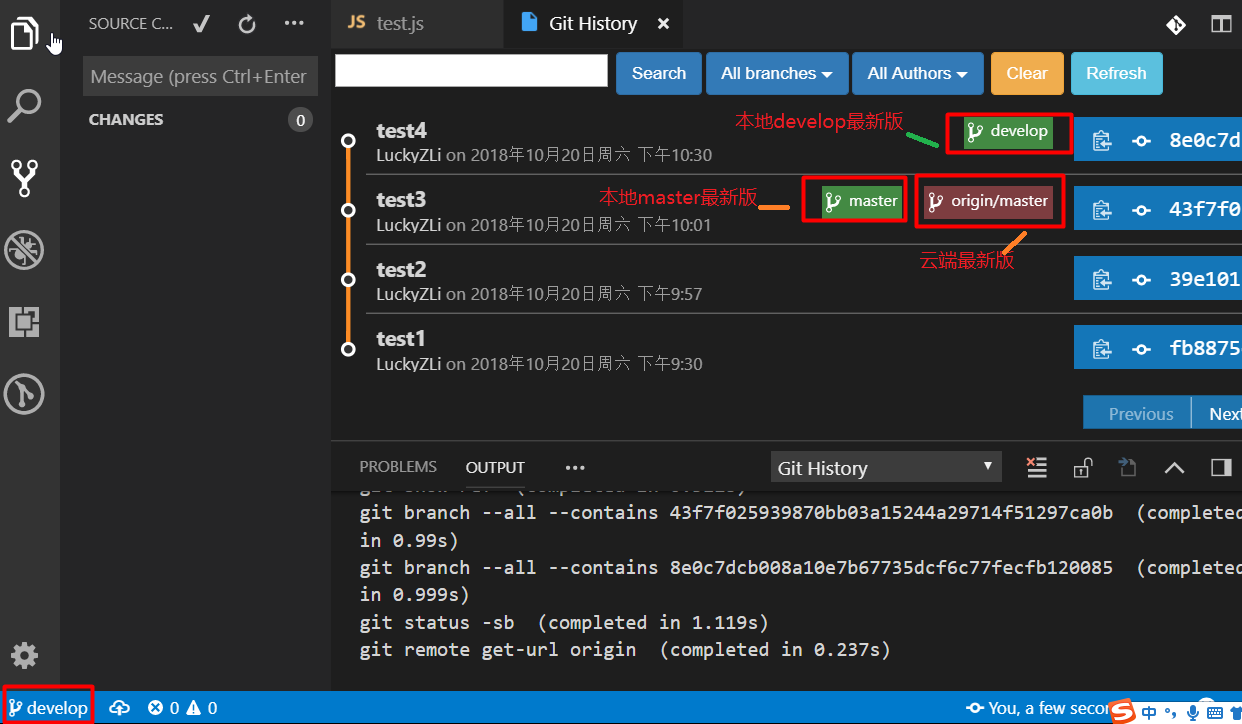 SOURCE C...
JS test.js
Git History
Message (press Ctrl+Enter
CHANGES
0
Search
All branches
All Authors
Clear
Refresh
本地develop最新版
test4
develop
8e0c7d
LuckyZLi on 2018年10月20日周六 下午10:30
本地master最新版
test3
master
origin/master
43f7f0
LuckyZLi on 2018年10月20日周六 下午10:01
云端最新版
test2
39e101
LuckyZLi on 2018年10月20日周六 下午9:57
test1
fb8875
LuckyZLi on 2018年10月20日周六 下午9:30
Previous
Next
PROBLEMS
OUTPUT
Git History
git branch --all --contains 43f7f025939870bb03a15244a29714f51297ca0b (completed
in 0.99s)
git branch --all --contains 8e0c7dcb008a10e7b67735dcf6c77fecfb120085 (completed
in 0.999s)
git status -sb (completed in 1.119s)
git remote get-url origin (completed in 0.237s)
develop
0
0
You, a few secon
S中